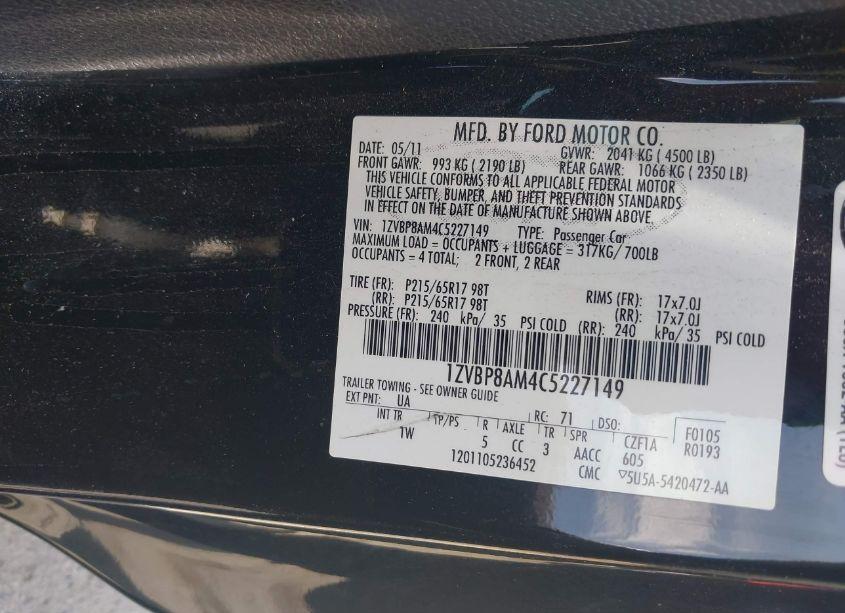 MFD. BY FORD MOTOR CO.
DATE: 05/11 GVWR: 2041 KG ( 4500 LB)
FRONT GAWR: 993 KG ( 2190 LB) REAR GAWR: 1066 KG ( 2350 LB)
THIS VEHICLE CONFORMS TO ALL APPLICABLE FEDERAL MOTOR
VEHICLE SAFETY, BUMPER, AND THEFT PREVENTION STANDARDS
IN EFFECT ON THE DATE OF MANUFACTURE SHOWN ABOVE.
VIN: 1ZVBP8AM4C5227149 TYPE: Passenger Car
MAXIMUM LOAD = OCCUPANTS + LUGGAGE = 317KG/700LB
OCCUPANTS = 4 TOTAL; 2 FRONT, 2 REAR
TIRE (FR): P215/65R17 98T RIMS (FR): 17x7.0J
(RR): P215/65R17 98T (RR): 17x7.0J
PRESSURE (FR): 240 kPa/ 35 PSI COLD (RR): 240 kPa/ 35 PSI COLD
1ZVBP8AM4C5227149
TRAILER TOWING - SEE OWNER GUIDE
EXT PNT: UA RC: 71 DSO:
INT TR TP/PS R AXLE TR SPR CZF1A F0105
1W 5 CC 3 AACC 605 R0193
1201105236452 CMC ▽5U5A-5420472-AA